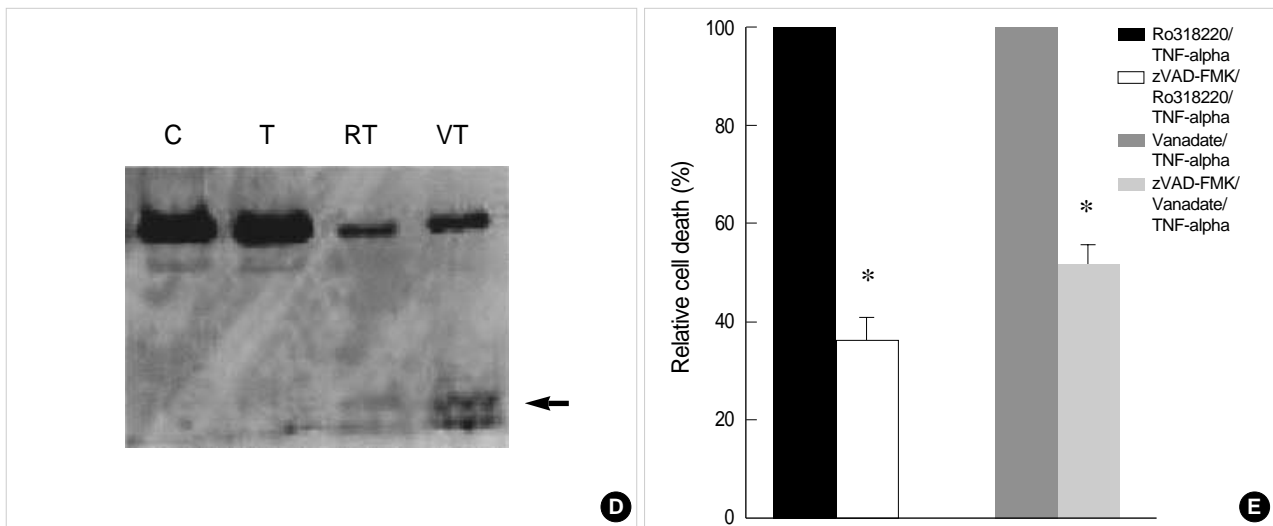 C T RT VT
D
Relative cell death (%)
100
80
60
40
20
0
*
*
Ro318220/
TNF-alpha
zVAD-FMK/
Ro318220/
TNF-alpha
Vanadate/
TNF-alpha
zVAD-FMK/
Vanadate/
TNF-alpha
E